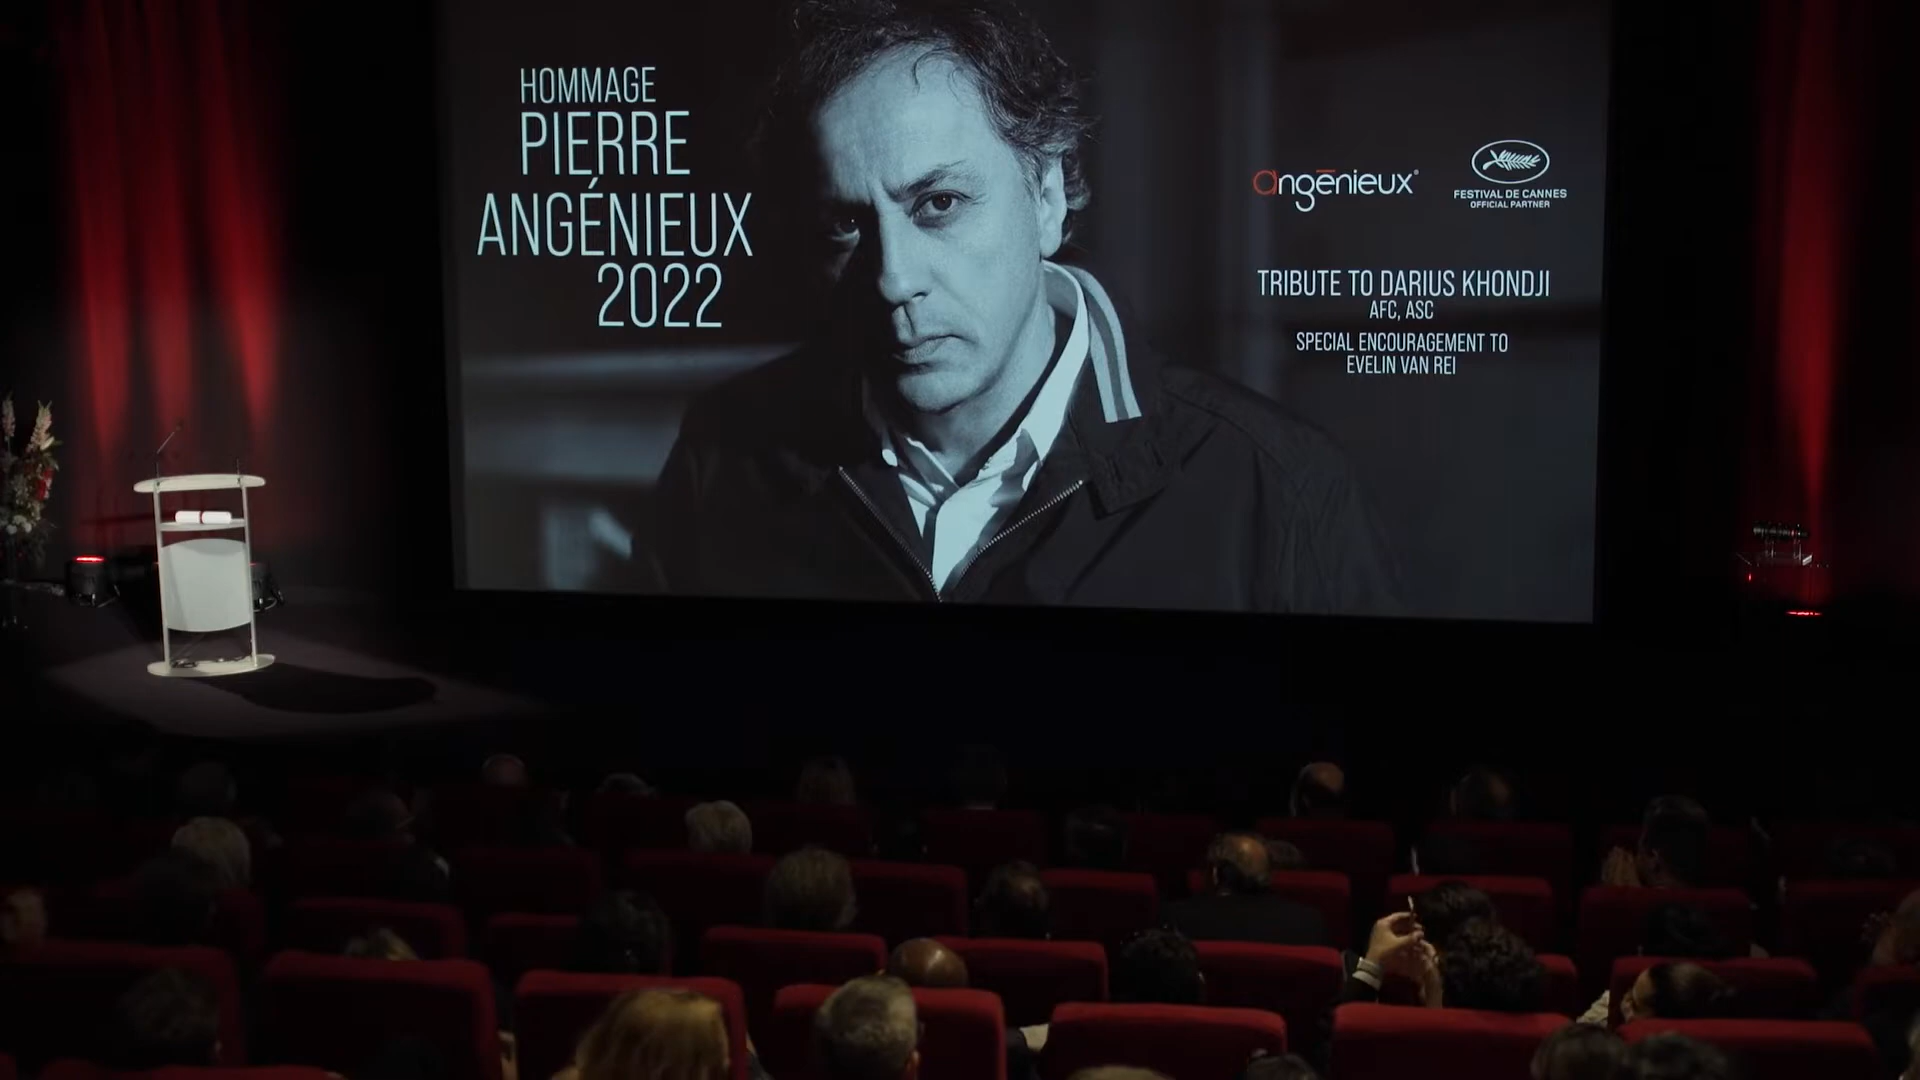 HOMMAGE
PIERRE
ANGÉNIEUX
2022
angénieux®
FESTIVAL DE CANNES
OFFICIAL PARTNER
TRIBUTE TO DARIUS KHONDJI
AFC, ASC
SPECIAL ENCOURAGEMENT TO
EVELIN VAN REI